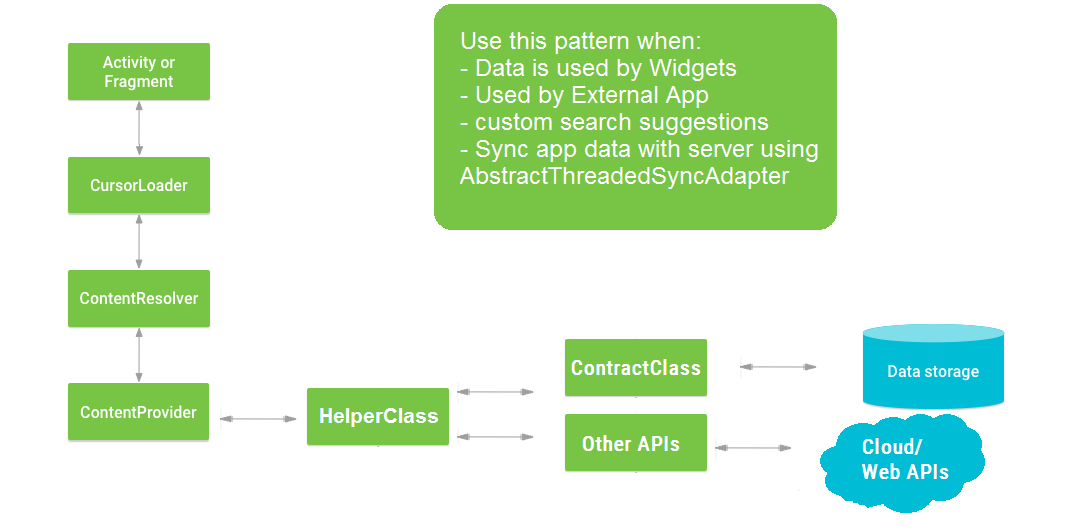 Activity or
Fragment
CursorLoader
ContentResolver
ContentProvider
HelperClass
ContractClass
Other APIs
Data storage
Cloud/
Web APIs
Use this pattern when:
- Data is used by Widgets
- Used by External App
- custom search suggestions
- Sync app data with server using
AbstractThreadedSyncAdapter